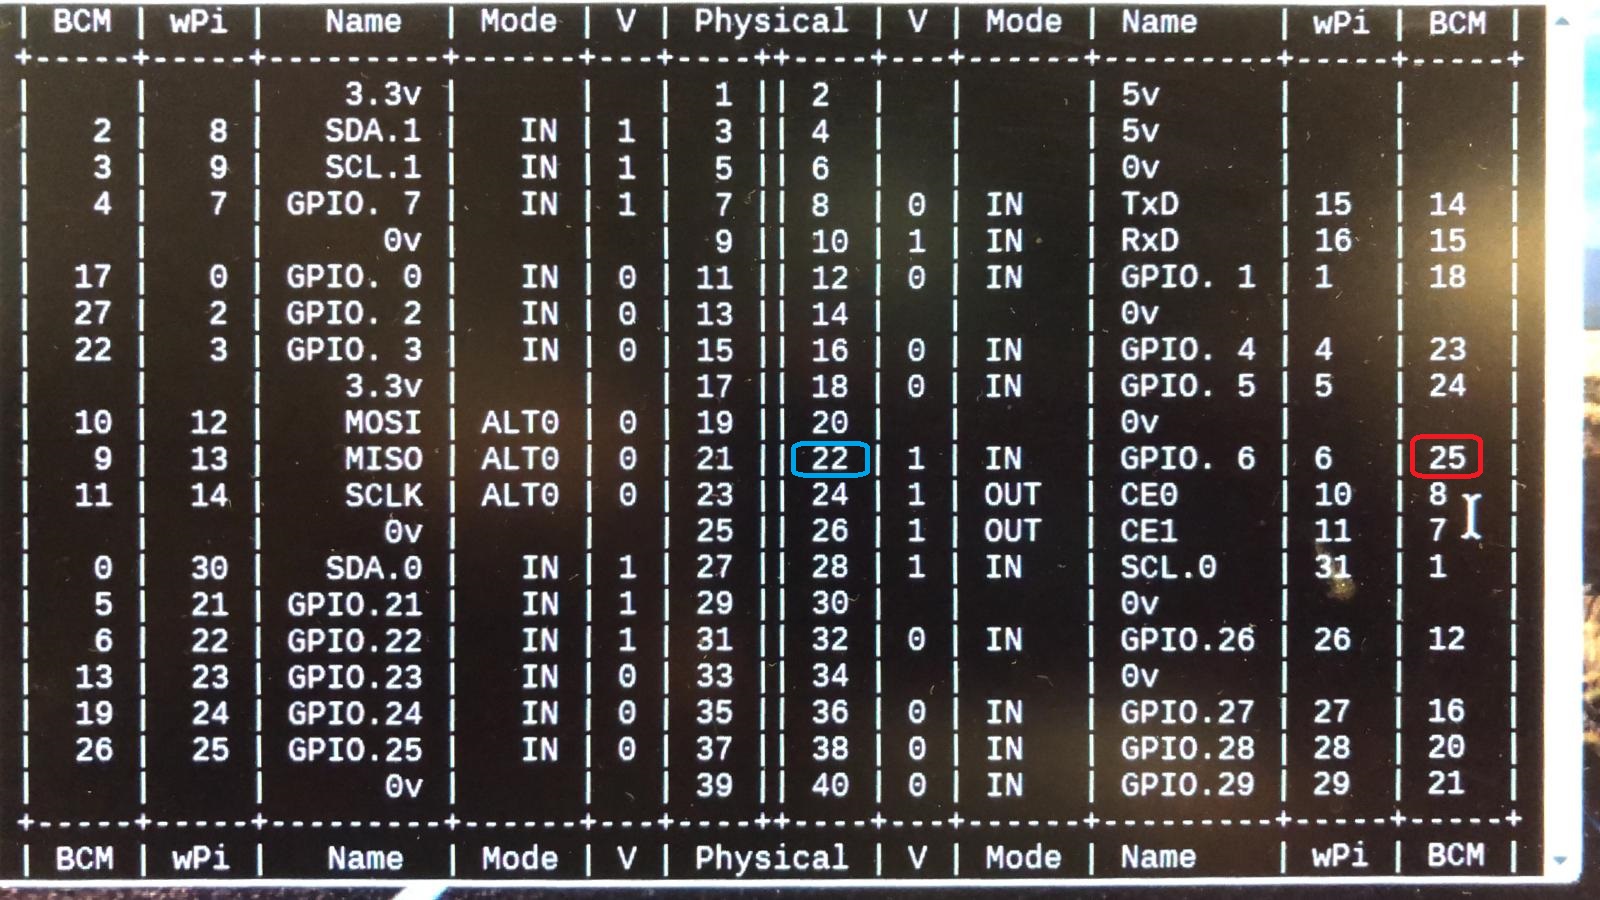 | BCM | wPi |   Name  | Mode | V | Physical | V | Mode | Name    | wPi | BCM |
+-----+-----+---------+------+---+----++----+---+------+---------+-----+-----+
|     |     |    3.3v |      |   |  1 || 2  |   |      | 5v      |     |     |
|   2 |   8 |   SDA.1 |   IN | 1 |  3 || 4  |   |      | 5v      |     |     |
|   3 |   9 |   SCL.1 |   IN | 1 |  5 || 6  |   |      | 0v      |     |     |
|   4 |   7 | GPIO. 7 |   IN | 1 |  7 || 8  | 0 | IN   | TxD     | 15  | 14  |
|     |     |      0v |      |   |  9 || 10 | 1 | IN   | RxD     | 16  | 15  |
|  17 |   0 | GPIO. 0 |   IN | 0 | 11 || 12 | 0 | IN   | GPIO. 1 | 1   | 18  |
|  27 |   2 | GPIO. 2 |   IN | 0 | 13 || 14 |   |      | 0v      |     |     |
|  22 |   3 | GPIO. 3 |   IN | 0 | 15 || 16 | 0 | IN   | GPIO. 4 | 4   | 23  |
|     |     |    3.3v |      |   | 17 || 18 | 0 | IN   | GPIO. 5 | 5   | 24  |
|  10 |  12 |    MOSI | ALT0 | 0 | 19 || 20 |   |      | 0v      |     |     |
|   9 |  13 |    MISO | ALT0 | 0 | 21 || 22 | 1 | IN   | GPIO. 6 | 6   | 25  |
|  11 |  14 |    SCLK | ALT0 | 0 | 23 || 24 | 1 | OUT  | CE0     | 10  | 8   |
|     |     |      0v |      |   | 25 || 26 | 1 | OUT  | CE1     | 11  | 7   |
|   0 |  30 |   SDA.0 |   IN | 1 | 27 || 28 | 1 | IN   | SCL.0   | 31  | 1   |
|   5 |  21 | GPIO.21 |   IN | 1 | 29 || 30 |   |      | 0v      |     |     |
|   6 |  22 | GPIO.22 |   IN | 1 | 31 || 32 | 0 | IN   | GPIO.26 | 26  | 12  |
|  13 |  23 | GPIO.23 |   IN | 0 | 33 || 34 |   |      | 0v      |     |     |
|  19 |  24 | GPIO.24 |   IN | 0 | 35 || 36 | 0 | IN   | GPIO.27 | 27  | 16  |
|  26 |  25 | GPIO.25 |   IN | 0 | 37 || 38 | 0 | IN   | GPIO.28 | 28  | 20  |
|     |     |      0v |      |   | 39 || 40 | 0 | IN   | GPIO.29 | 29  | 21  |
+-----+-----+---------+------+---+----++----+---+------+---------+-----+-----+
| BCM | wPi |   Name  | Mode | V | Physical | V | Mode | Name    | wPi | BCM |